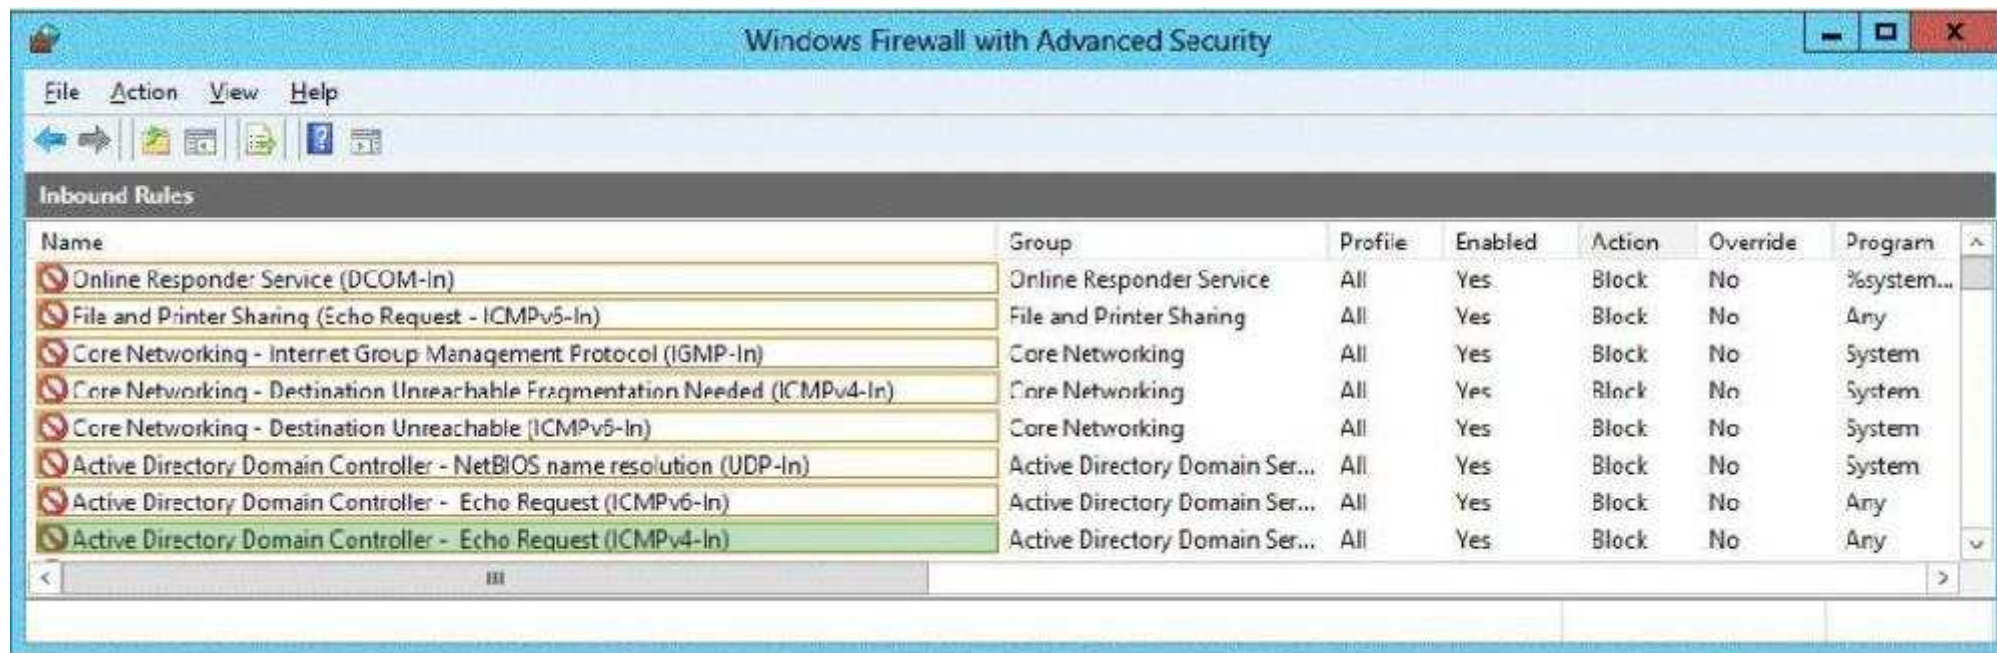 Windows Firewall with Advanced Security
File Action View Help
Inbound Rules
Name Group Profile Enabled Action Override Program
Online Responder Service (DCOM-In) Online Responder Service All Yes Block No %system...
File and Printer Sharing (Echo Request - ICMPv6-In) File and Printer Sharing All Yes Block No Any
Core Networking - Internet Group Management Protocol (IGMP-In) Core Networking All Yes Block No System
Core Networking - Destination Unreachable Fragmentation Needed (ICMPv4-In) Core Networking All Yes Block No System
Core Networking - Destination Unreachable (ICMPv6-In) Core Networking All Yes Block No System
Active Directory Domain Controller - NetBIOS name resolution (UDP-In) Active Directory Domain Ser... All Yes Block No System
Active Directory Domain Controller - Echo Request (ICMPv6-In) Active Directory Domain Ser... All Yes Block No Any
Active Directory Domain Controller - Echo Request (ICMPv4-In) Active Directory Domain Ser... All Yes Block No Any